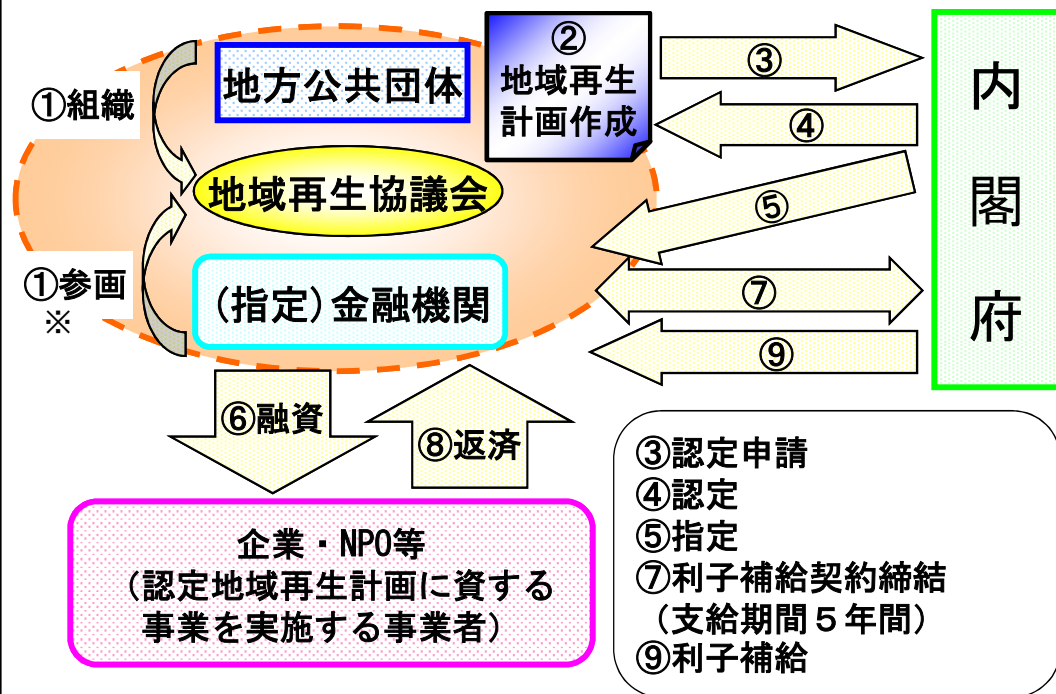 ①組織
地方公共団体
②
地域再生
計画作成
③
④
内
閣
府
地域再生協議会
⑤
①参画
※
(指定)金融機関
⑦
⑨
⑥融資
⑧返済
企業・NPO等
（認定地域再生計画に資する
事業を実施する事業者）
③認定申請
④認定
⑤指定
⑦利子補給契約締結
（支給期間５年間）
⑨利子補給